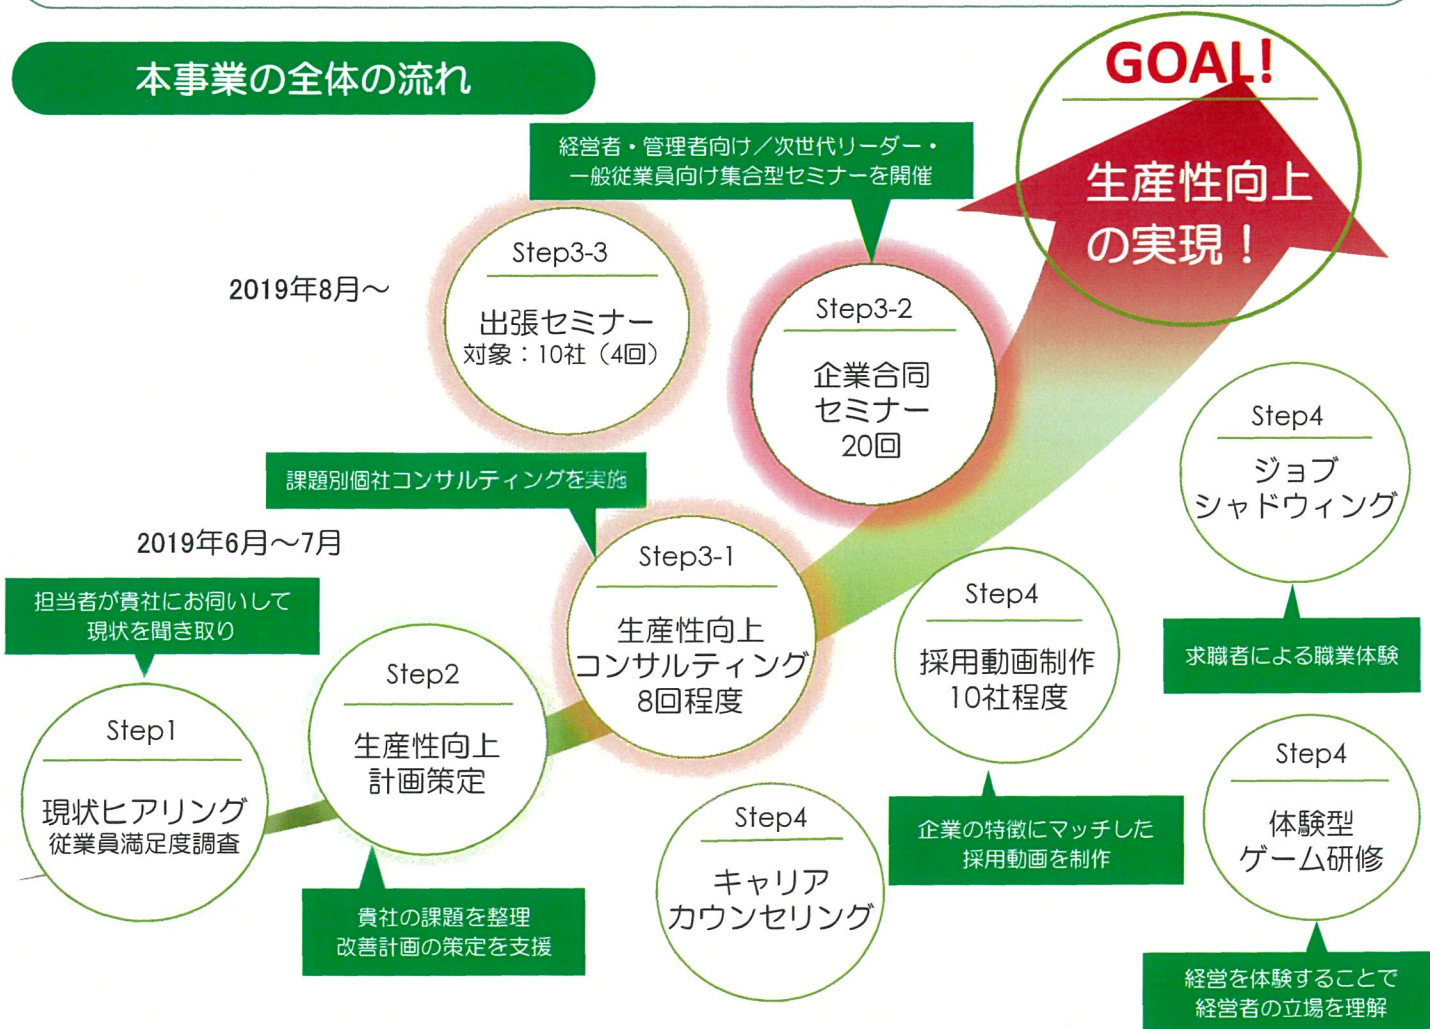 本事業の全体の流れ
GOAL!
生産性向上
の実現！
経営者・管理者向け／次世代リーダー・
一般従業員向け集合型セミナーを開催
2019年8月～
Step3-3
出張セミナー
対象：10社（4回）
Step3-2
企業合同
セミナー
20回
課題別個社コンサルティングを実施
2019年6月～7月
Step3-1
生産性向上
コンサルティング
8回程度
Step4
ジョブ
シャドウィング
求職者による職業体験
担当者が貴社にお伺いして
現状を聞き取り
Step1
現状ヒアリング
従業員満足度調査
Step2
生産性向上
計画策定
貴社の課題を整理
改善計画の策定を支援
Step4
採用動画制作
10社程度
企業の特徴にマッチした
採用動画を制作
Step4
キャリア
カウンセリング
Step4
体験型
ゲーム研修
経営を体験することで
経営者の立場を理解